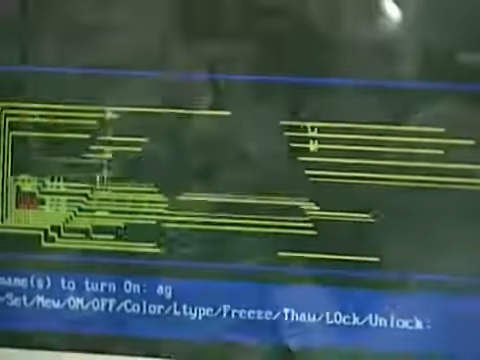 name(s) to turn On: ag
Set/New/ON/OFF/Color/Ltype/Freeze/Thaw/LOck/Unlock: